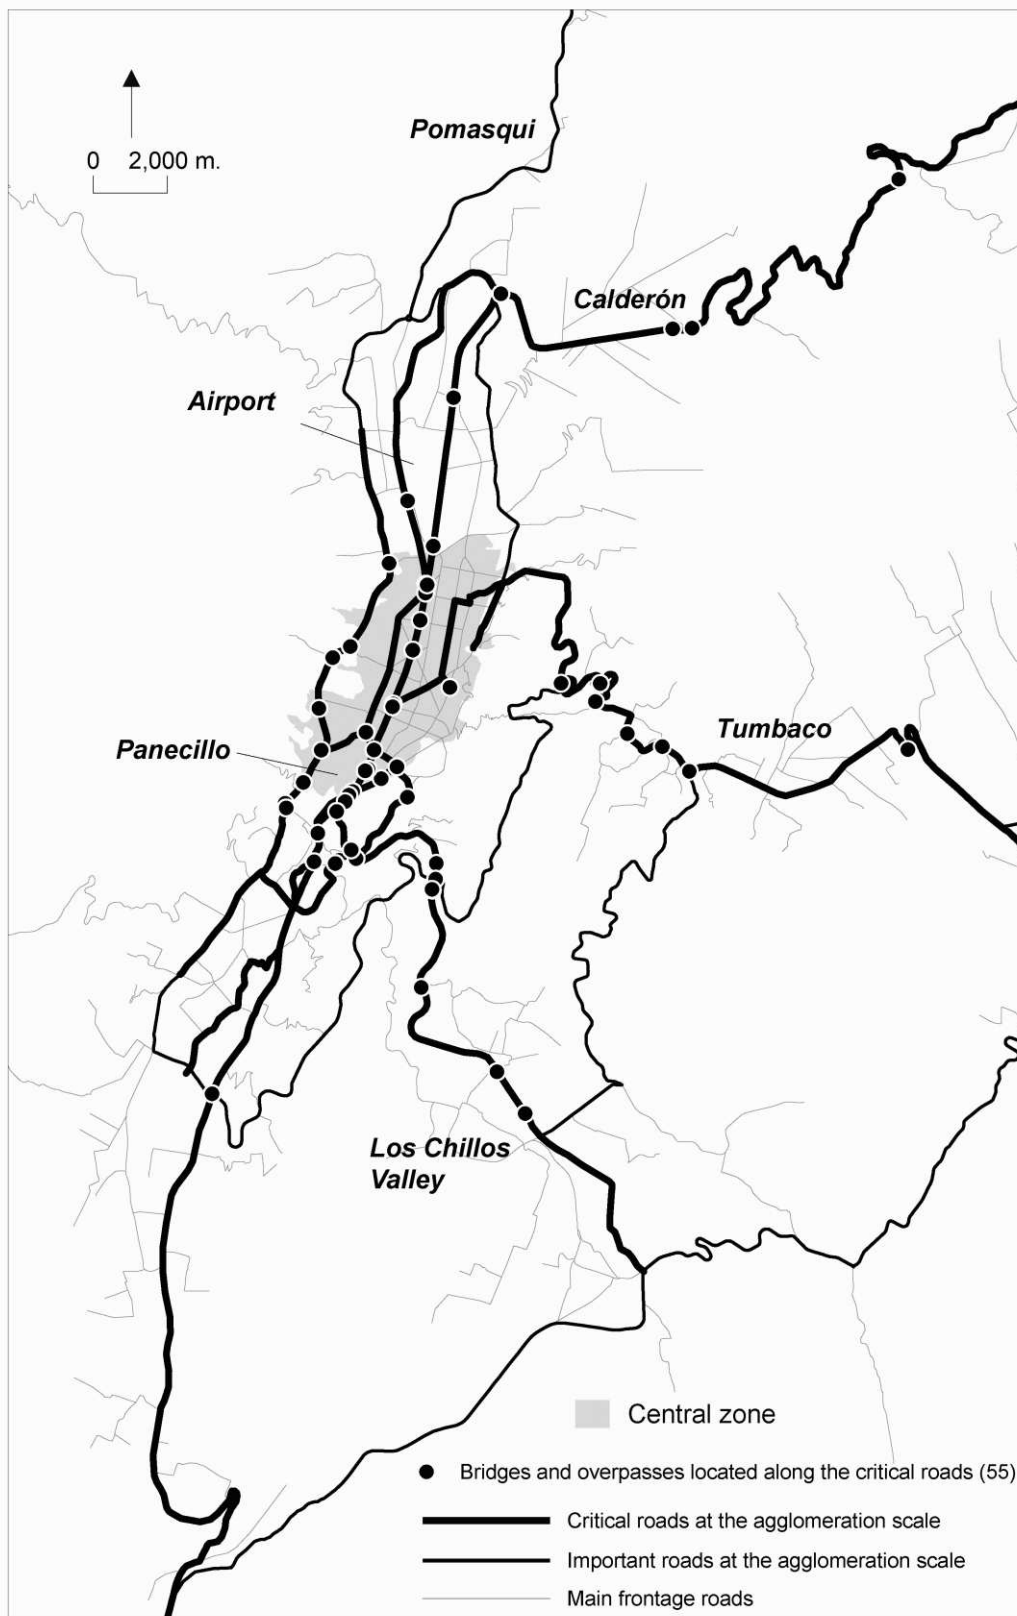 Pomasqui
0 2,000 m.
Calderón
Airport
Tumbaco
Panecillo
Los Chillos
Valley
Central zone
Bridges and overpasses located along the critical roads (55)
Critical roads at the agglomeration scale
Important roads at the agglomeration scale
Main frontage roads